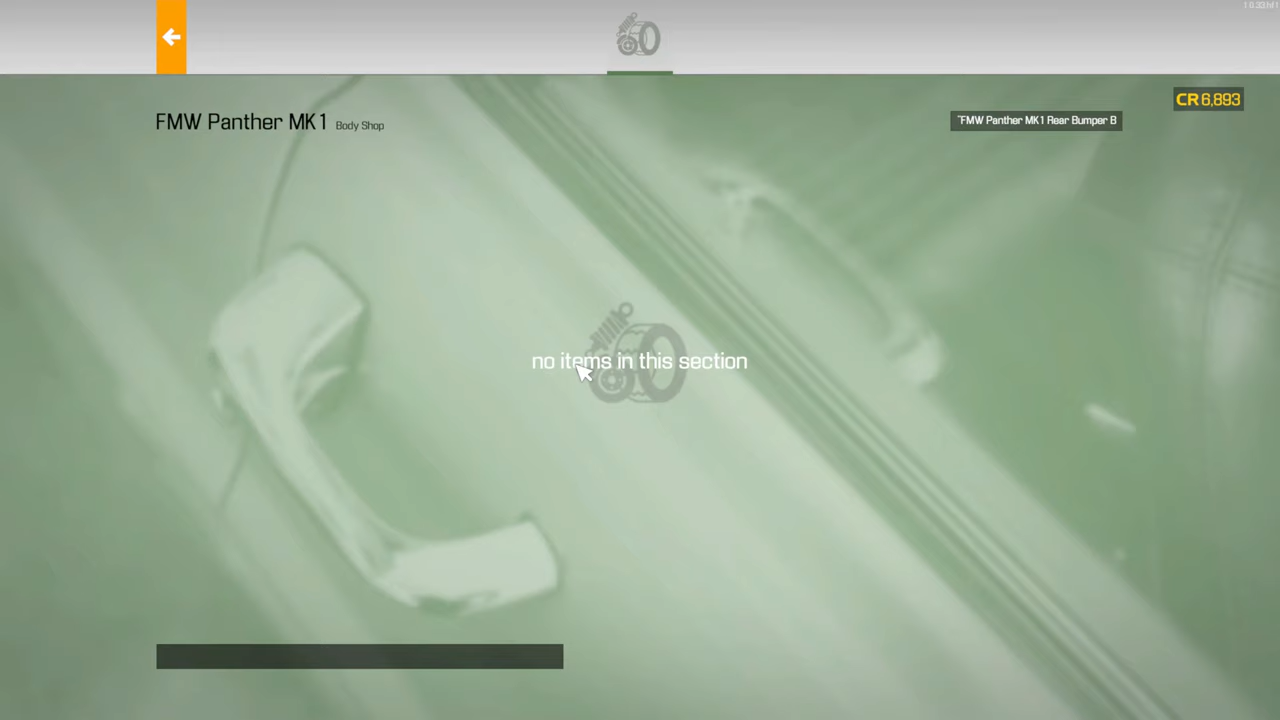 FMW Panther MK1 Body Shop
"FMW Panther MK1 Rear Bumper B
CR 6,893
no items in this section